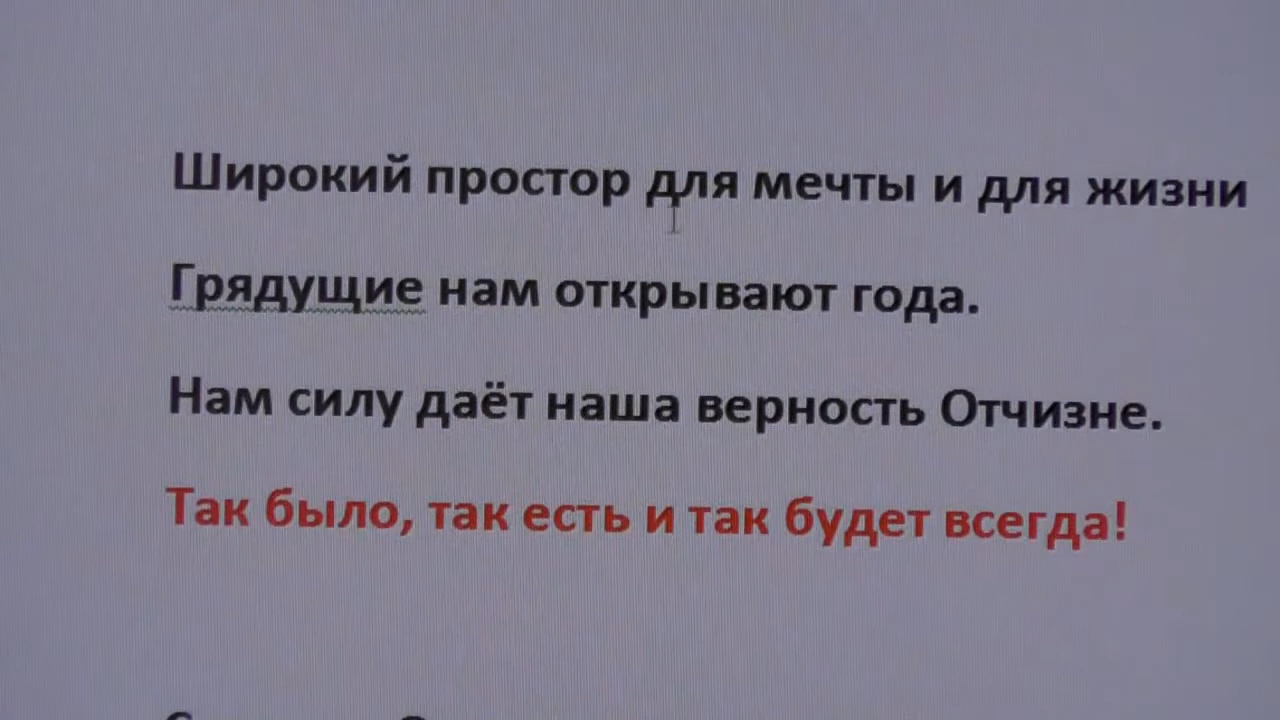 Широкий простор для мечты и для жизни
Грядущие нам открывают года.
Нам силу даёт наша верность Отчизне.
Так было, так есть и так будет всегда!